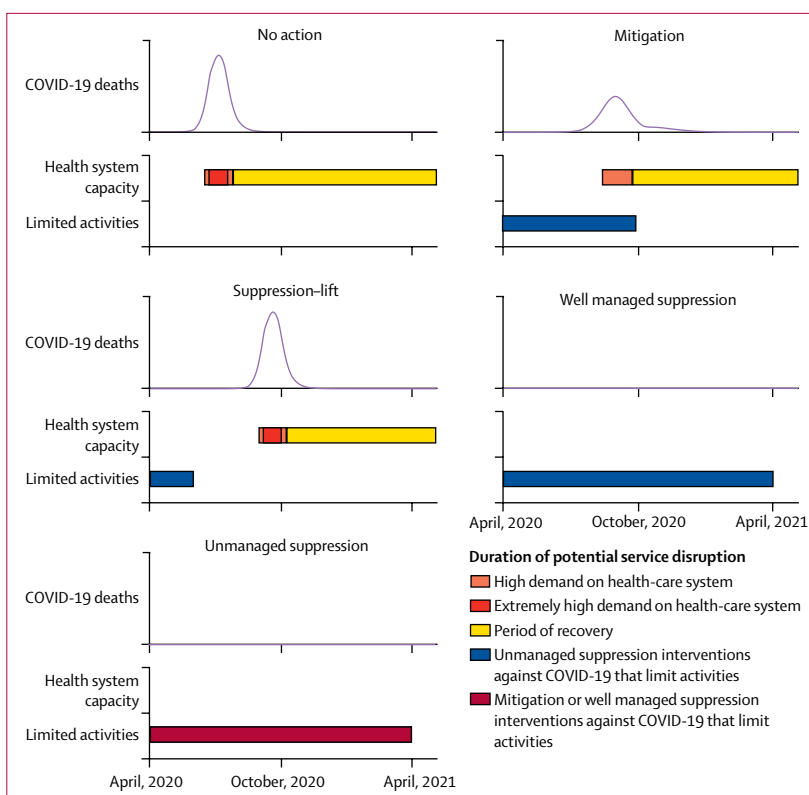 No action
COVID-19 deaths
Health system
capacity
Limited activities
Mitigation
Suppression–lift
COVID-19 deaths
Health system
capacity
Limited activities
Well managed suppression
April, 2020 October, 2020 April, 2021
Unmanaged suppression
COVID-19 deaths
Health system
capacity
Limited activities
April, 2020 October, 2020 April, 2021
Duration of potential service disruption
High demand on health-care system
Extremely high demand on health-care system
Period of recovery
Unmanaged suppression interventions
against COVID-19 that limit activities
Mitigation or well managed suppression
interventions against COVID-19 that limit
activities